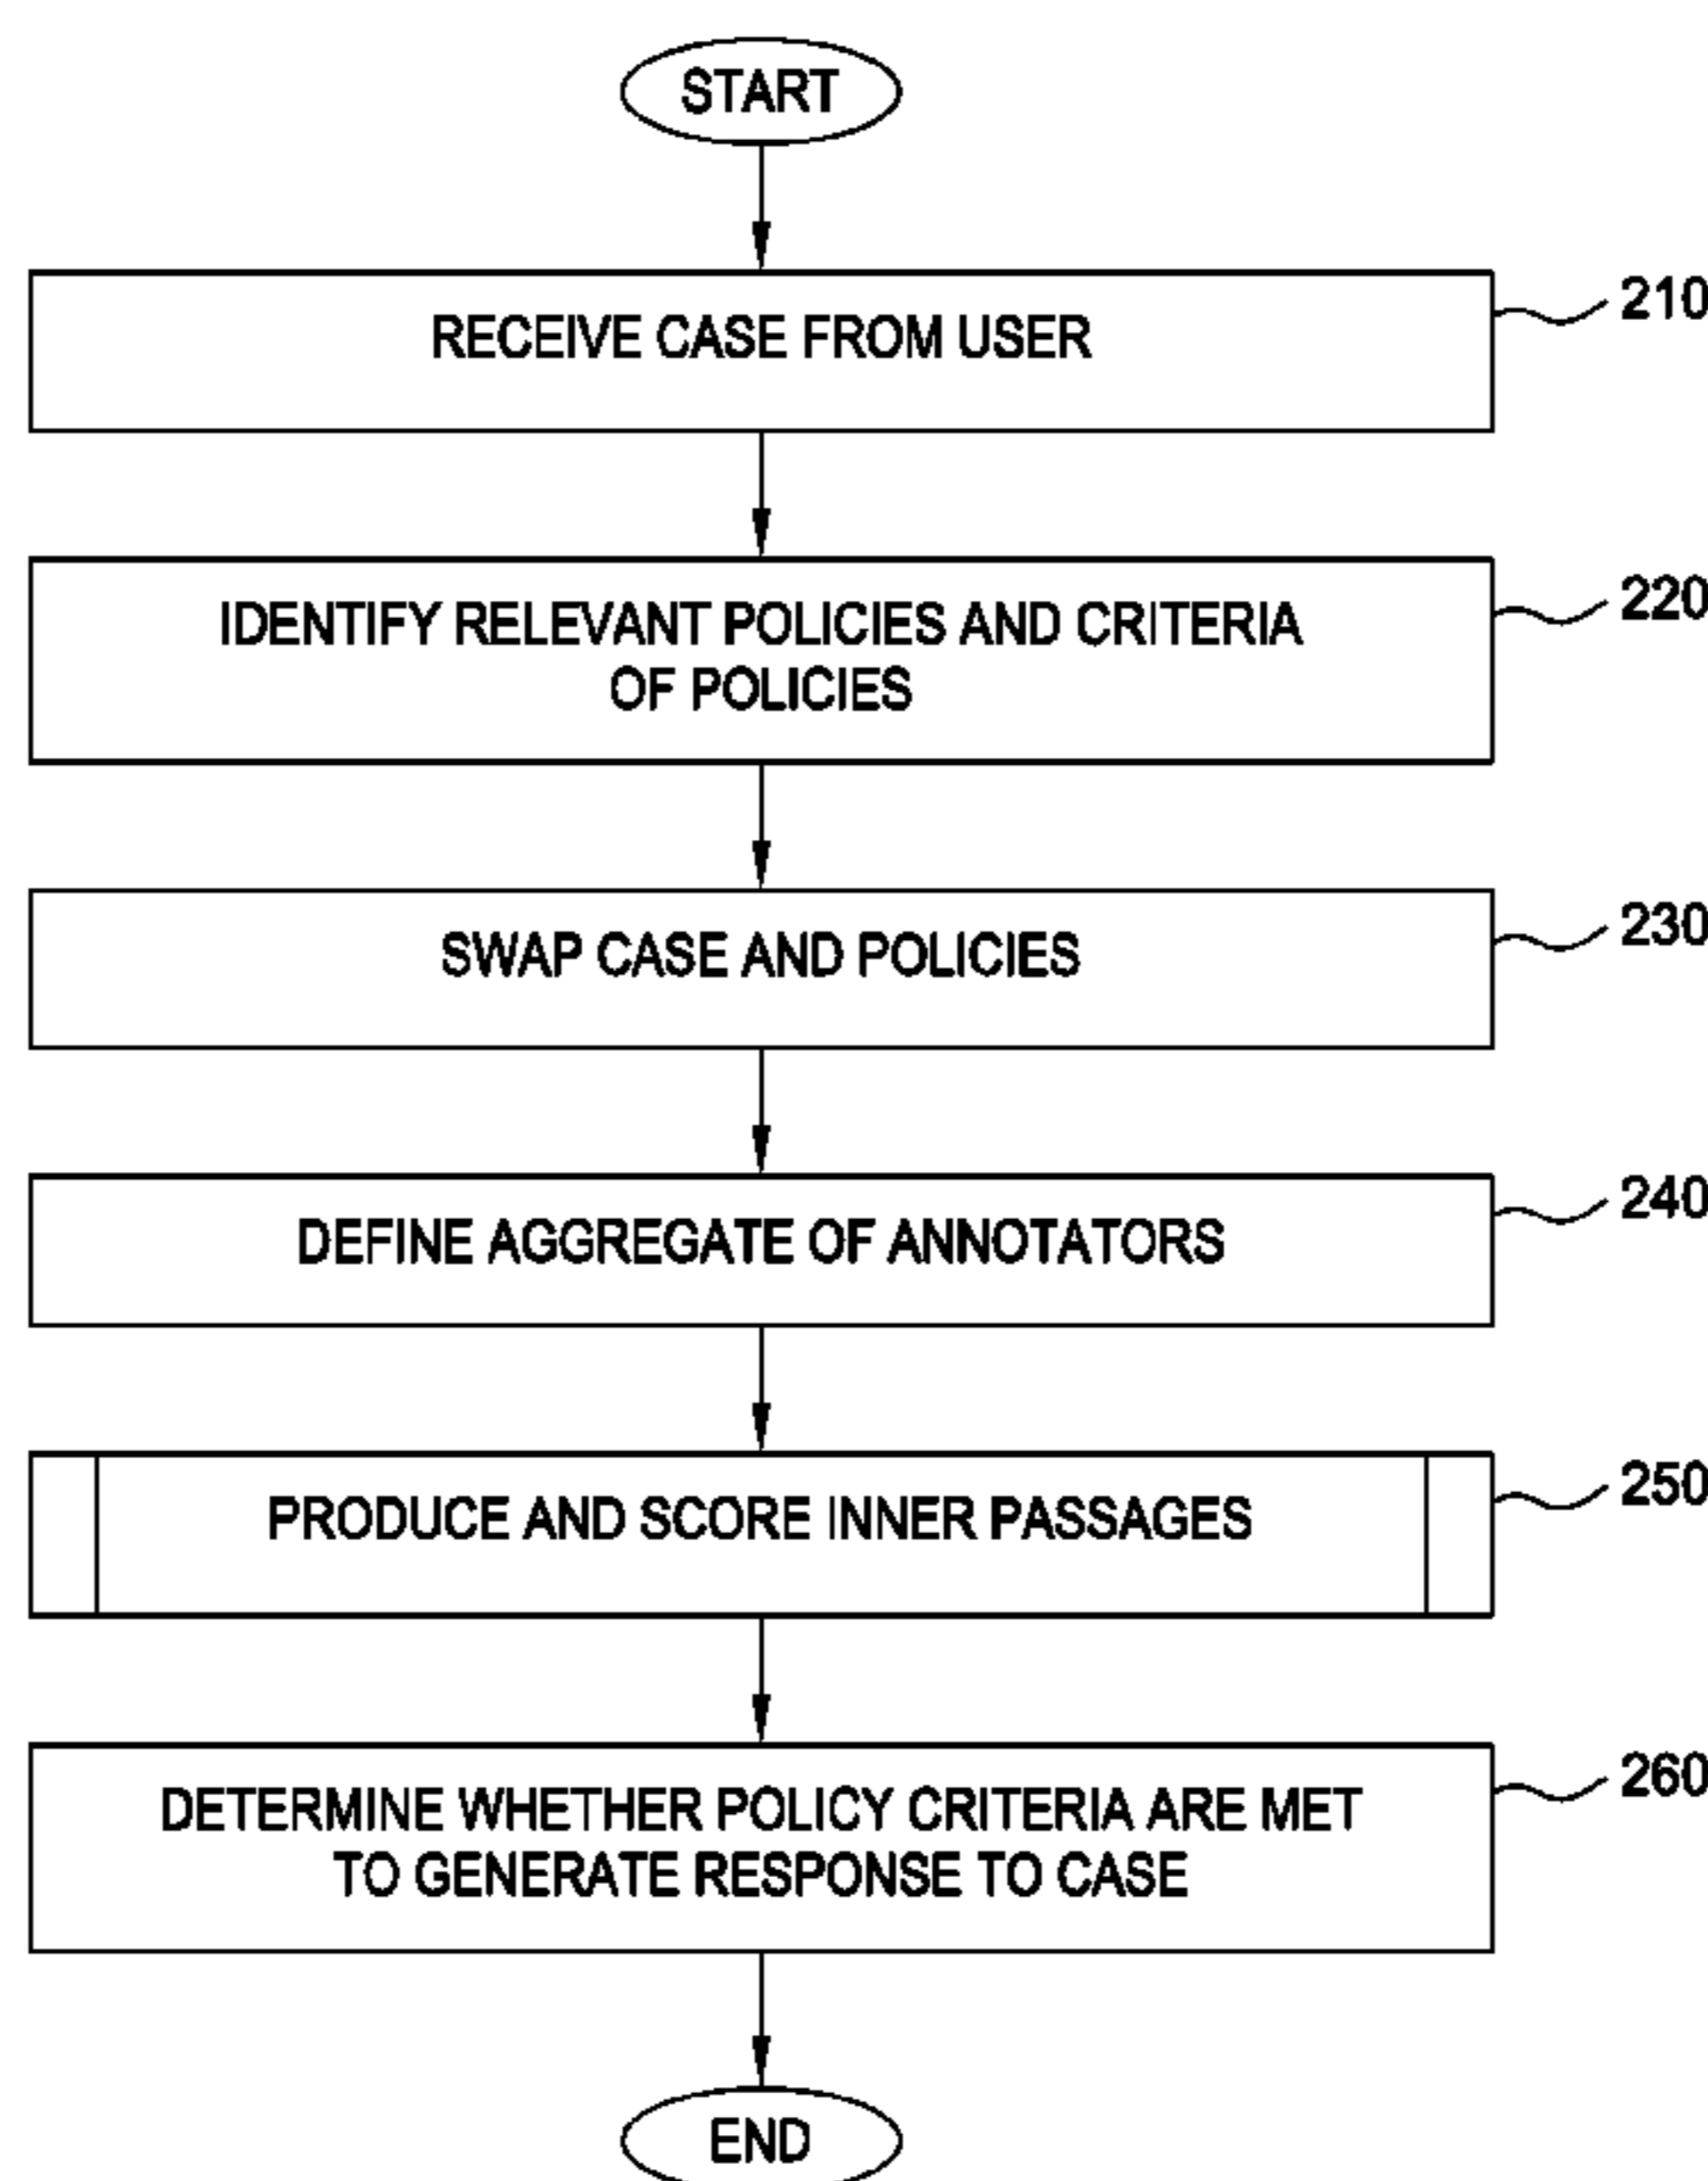 START
RECEIVE CASE FROM USER
210
IDENTIFY RELEVANT POLICIES AND CRITERIA
OF POLICIES
220
SWAP CASE AND POLICIES
230
DEFINE AGGREGATE OF ANNOTATORS
240
PRODUCE AND SCORE INNER PASSAGES
250
DETERMINE WHETHER POLICY CRITERIA ARE MET
TO GENERATE RESPONSE TO CASE
260
END